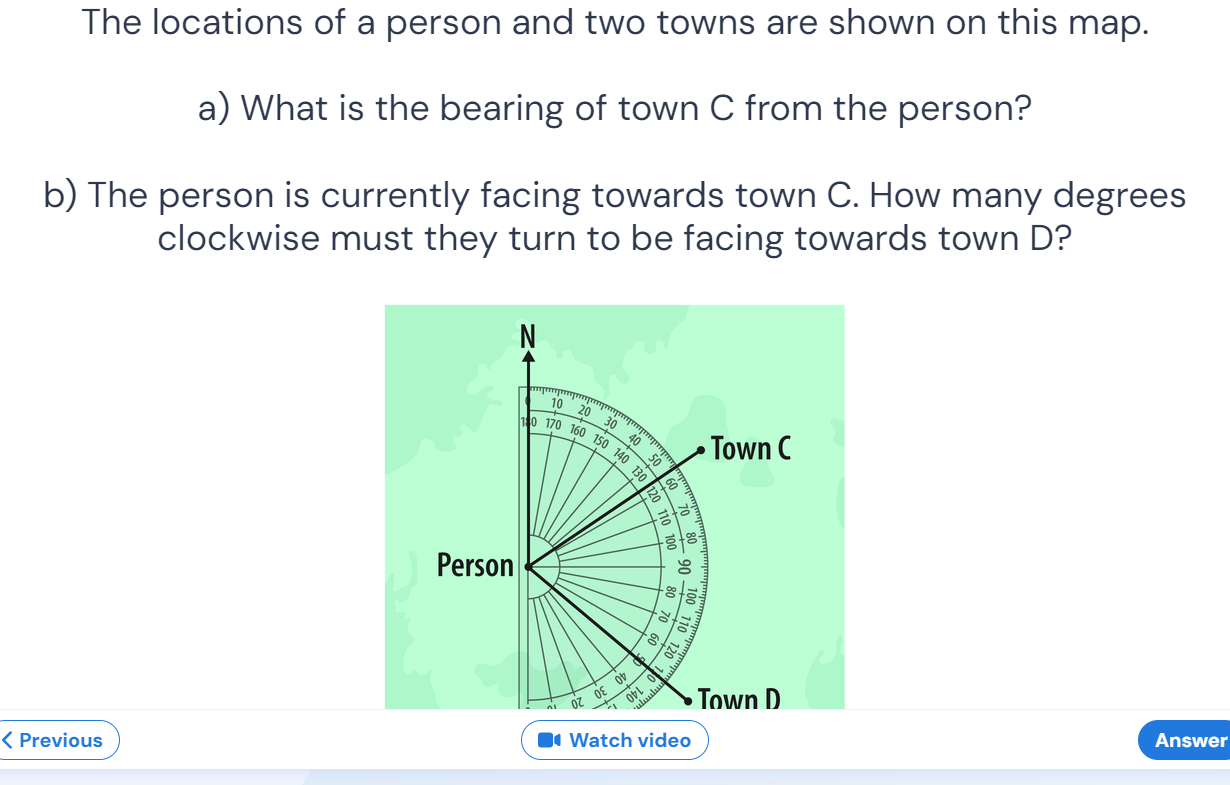 The locations of a person and two towns are shown on this map.
a) What is the bearing of town C from the person?
b) The person is currently facing towards town C. How many degrees
clockwise must they turn to be facing towards town D?
N
0 10 20 30 40 50 60 70 80 90 100 110 120 130 140
180 170 160 150 140 130 120 110 100 80 70 60 50 40 30 20
Town C
Person
Town D
Previous
Watch video
Answer